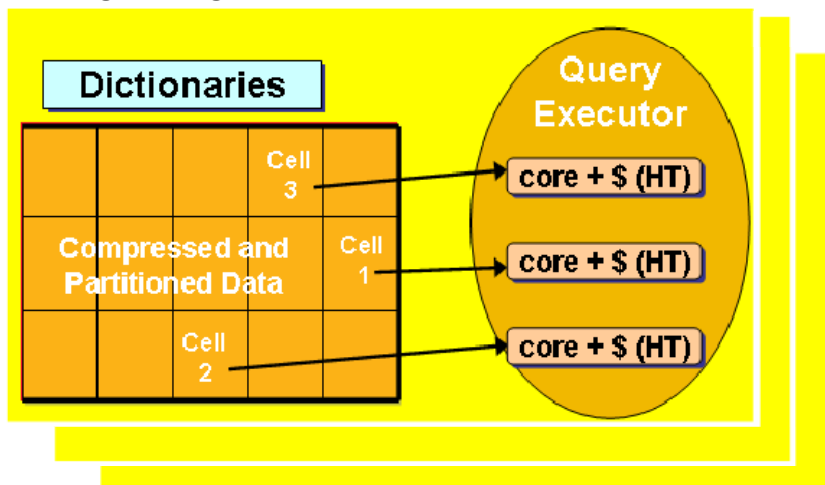 Dictionaries
Query
Executor
Cell
3
core + $ (HT)
Compressed and
Partitioned Data
Cell
1
core + $ (HT)
Cell
2
core + $ (HT)